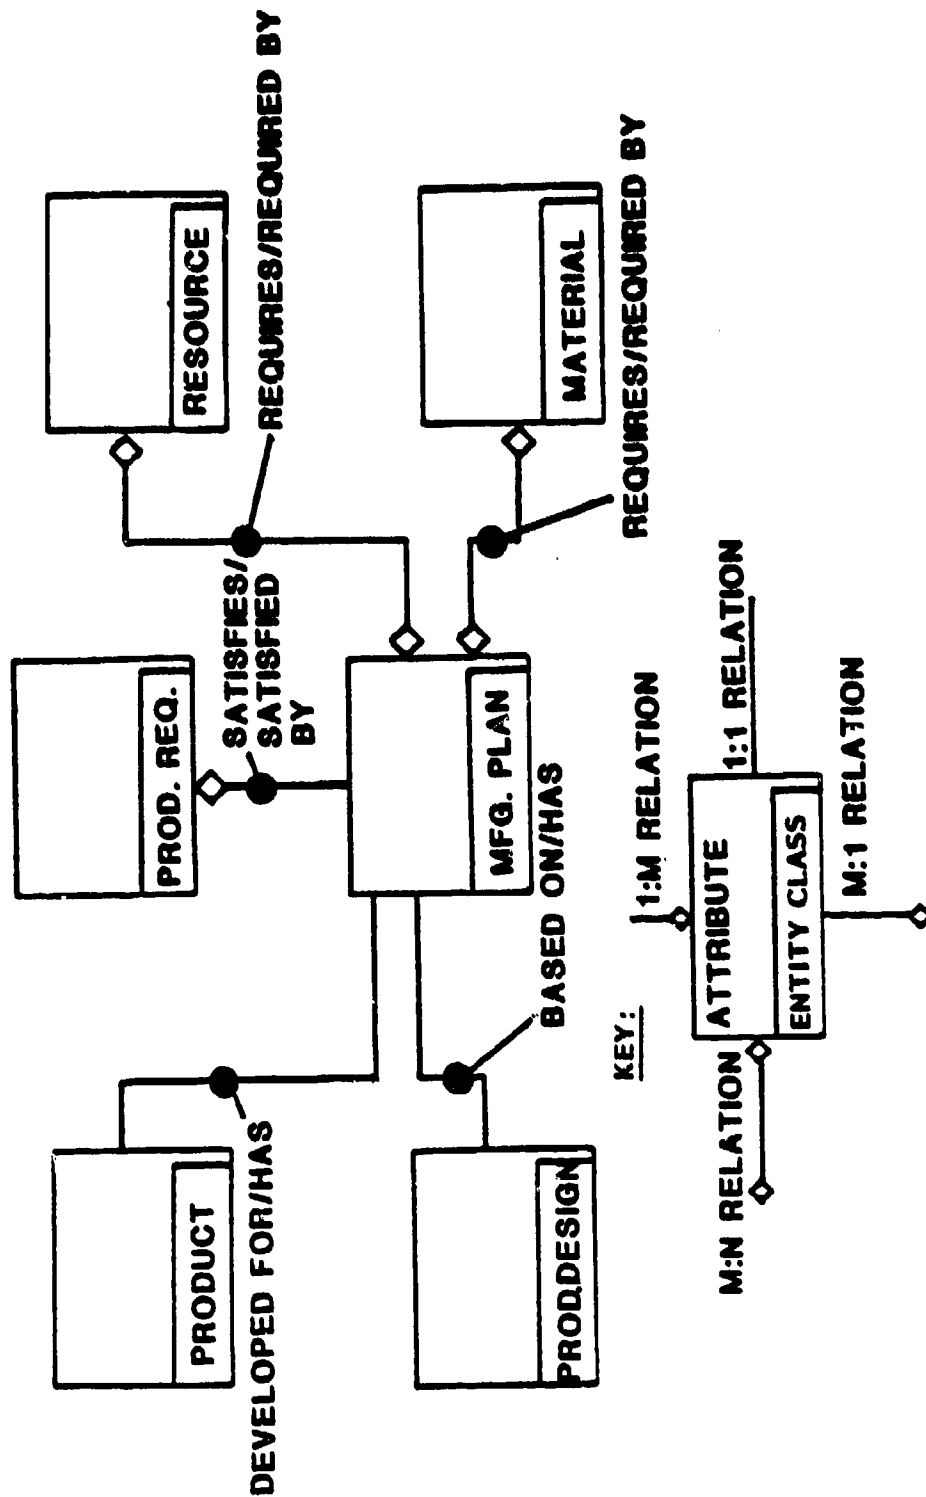 PRODUCT
DEVELOPED FOR/HAS
PROD. REQ.
SATISFIES/
SATISFIED
BY
RESOURCE
REQUIRES/REQUIRED BY
PROD.DESIGN
BASED ON/HAS
MFG. PLAN
MATERIAL
REQUIRES/REQUIRED BY
KEY:
1:M RELATION
M:N RELATION
ATTRIBUTE
ENTITY CLASS
1:1 RELATION
M:1 RELATION